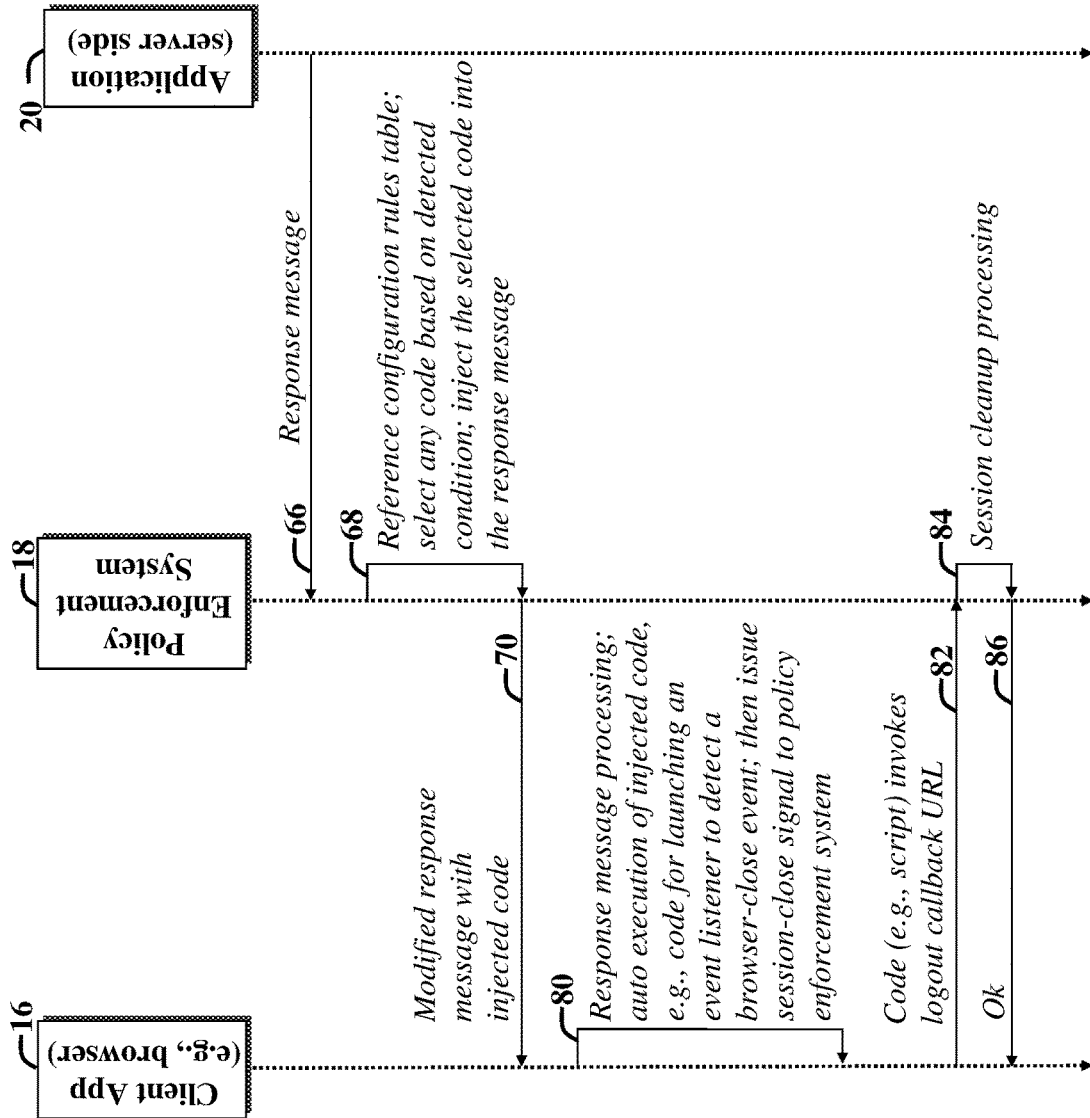 16
Client App
(e.g., browser)
18
Policy
Enforcement
System
20
Application
(server side)
66
Response message
68
Reference configuration rules table;
select any code based on detected
condition; inject the selected code into
the response message
Modified response
message with
injected code
70
80
Response message processing;
auto execution of injected code,
e.g., code for launching an
event listener to detect a
browser-close event; then issue
session-close signal to policy
enforcement system
Code (e.g., script) invokes
logout callback URL
82
84
Session cleanup processing
Ok
86